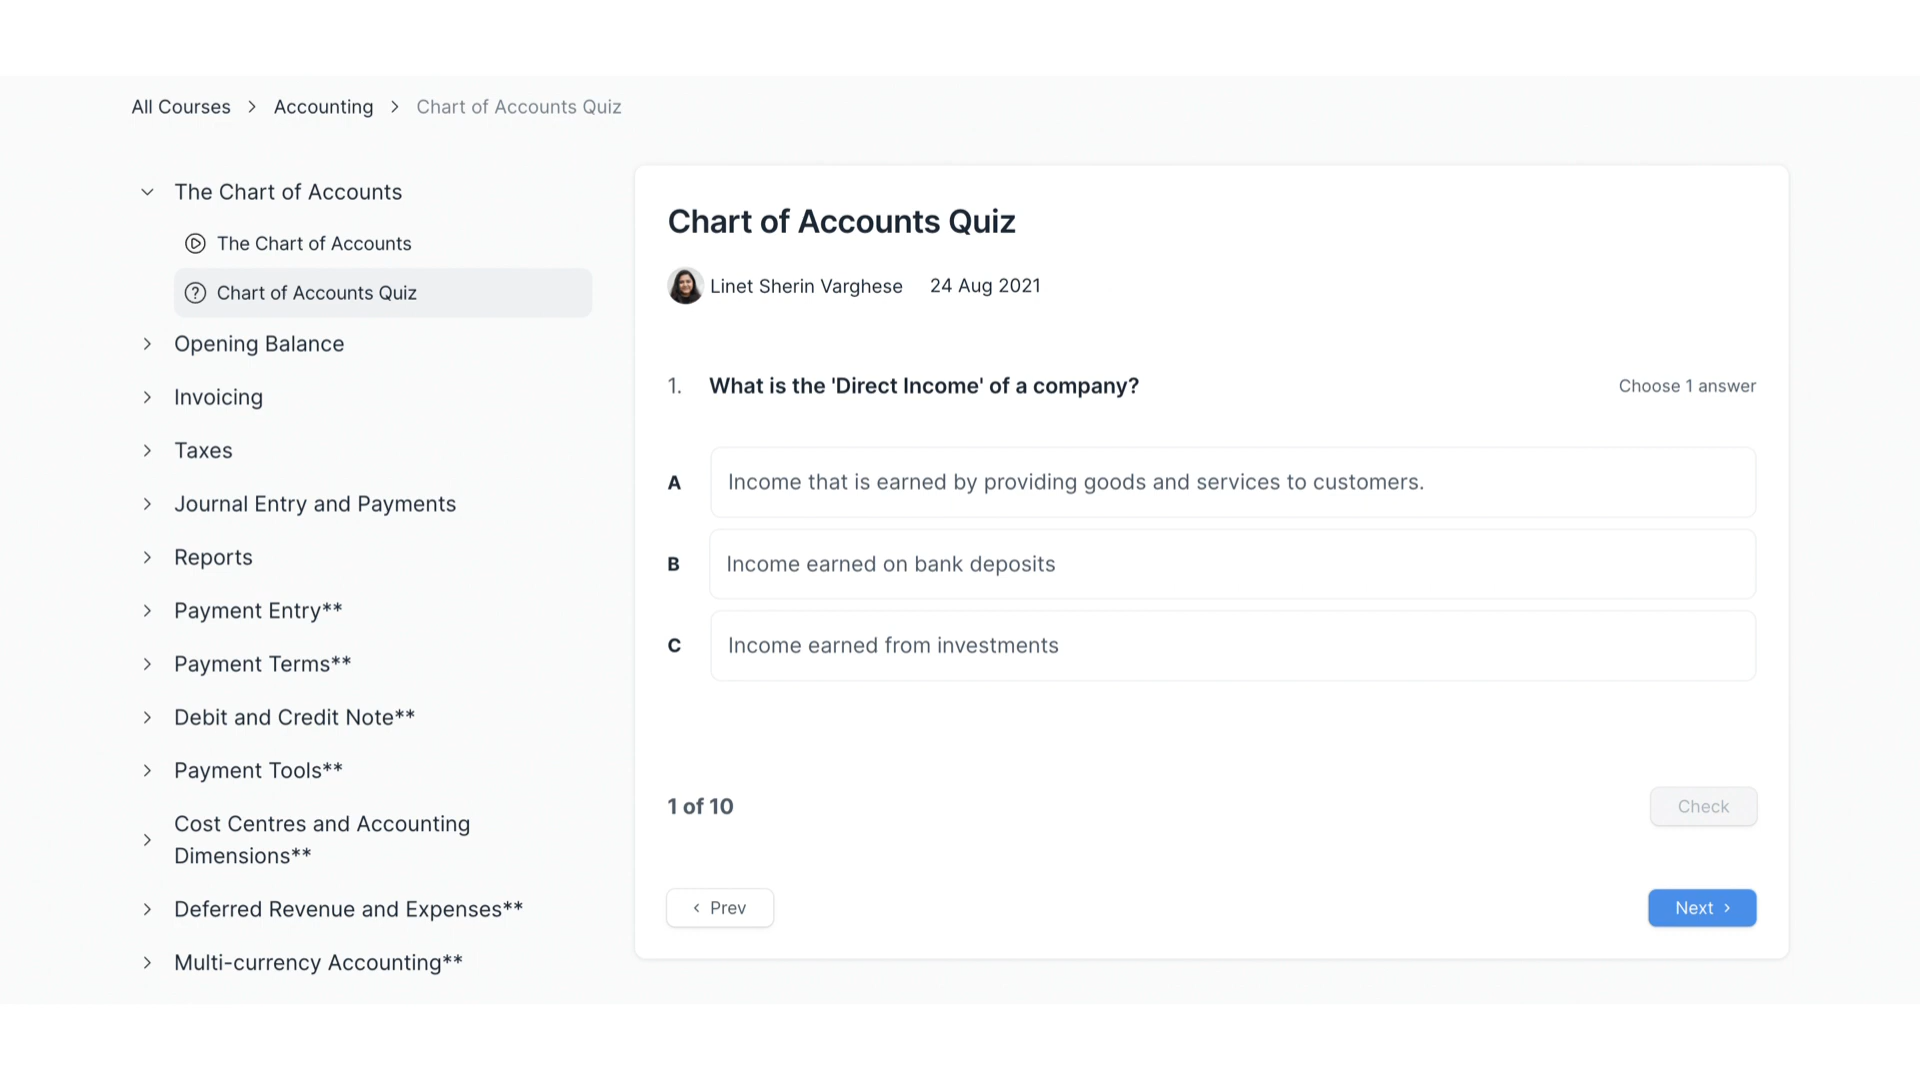 All Courses > Accounting > Chart of Accounts Quiz
The Chart of Accounts
The Chart of Accounts
Chart of Accounts Quiz
Opening Balance
Invoicing
Taxes
Journal Entry and Payments
Reports
Payment Entry**
Payment Terms**
Debit and Credit Note**
Payment Tools**
Cost Centres and Accounting
Dimensions**
Deferred Revenue and Expenses**
Multi-currency Accounting**
Chart of Accounts Quiz
Linet Sherin Varghese 24 Aug 2021
1. What is the 'Direct Income' of a company? Choose 1 answer
A Income that is earned by providing goods and services to customers.
B Income earned on bank deposits
C Income earned from investments
1 of 10 Check
‹ Prev Next ›